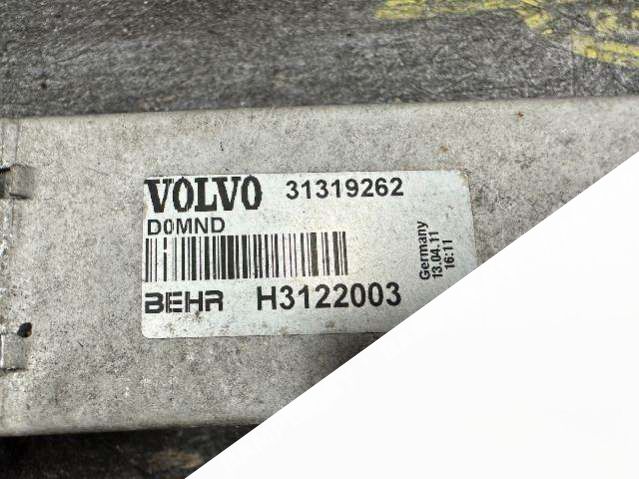 VOLVO 31319262
D0MND
BEHR H3122003
Germany
13.04.11
16:11